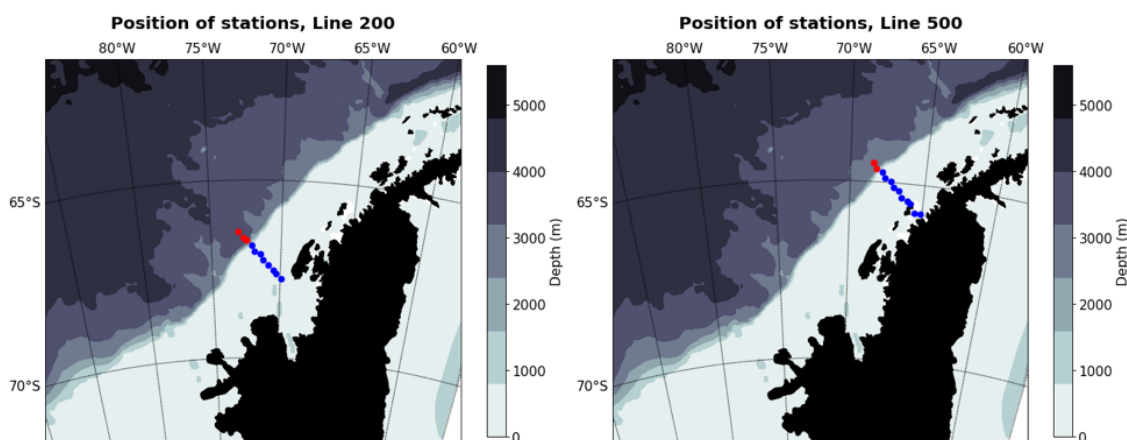 Position of stations, Line 200
80°W 75°W 70°W 65°W 60°W
65°S
70°S
5000
4000
3000
2000
1000
0
Depth (m)
Position of stations, Line 500
80°W 75°W 70°W 65°W 60°W
65°S
70°S
5000
4000
3000
2000
1000
0
Depth (m)